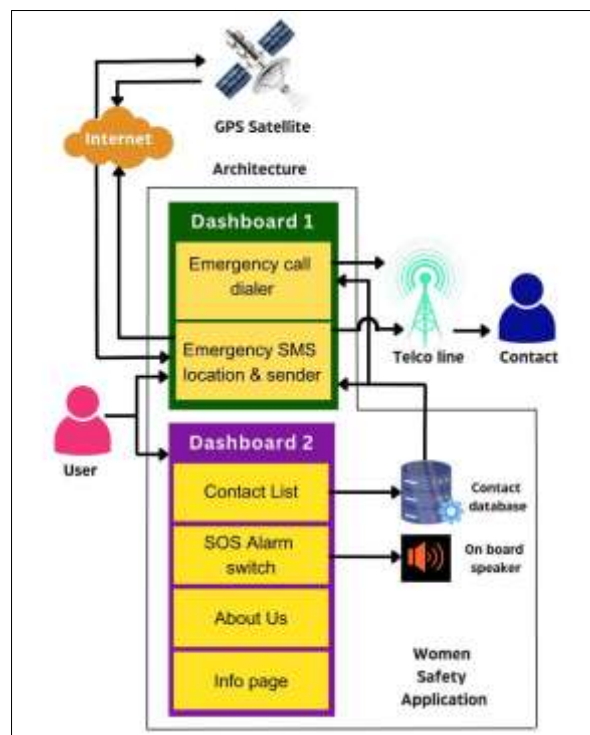 GPS Satellite
Internet
Architecture
Dashboard 1
Emergency call
dialer
Emergency SMS
location & sender
Telco line
Contact
User
Dashboard 2
Contact List
Contact
database
SOS Alarm
switch
On board
speaker
About Us
Info page
Women
Safety
Application